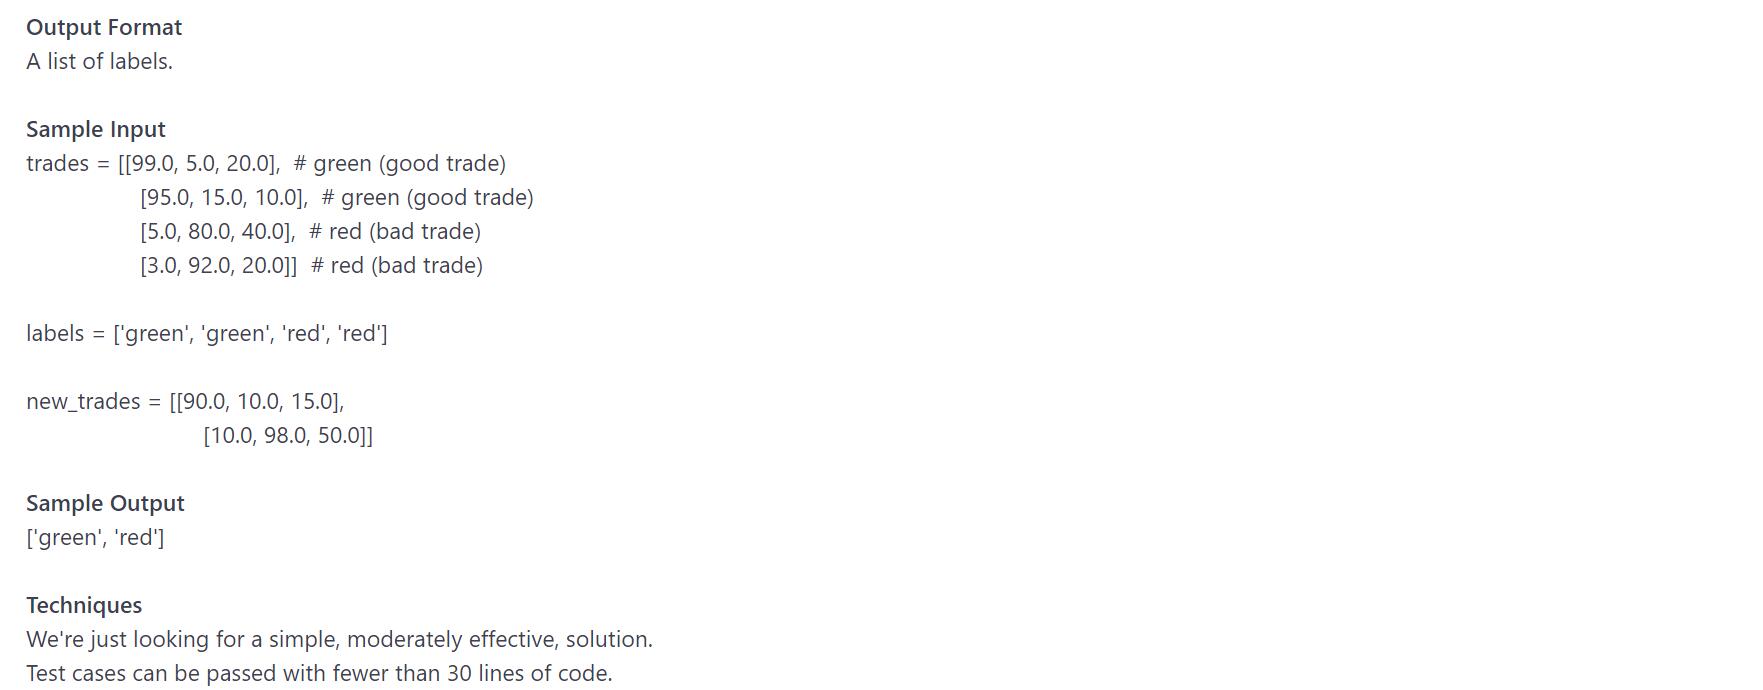 Output Format
A list of labels.
Sample Input
trades = [[99.0, 5.0, 20.0],  # green (good trade)
[95.0, 15.0, 10.0],  # green (good trade)
[5.0, 80.0, 40.0],  # red (bad trade)
[3.0, 92.0, 20.0]]  # red (bad trade)
labels = ['green', 'green', 'red', 'red']
new_trades = [[90.0, 10.0, 15.0],
[10.0, 98.0, 50.0]]
Sample Output
['green', 'red']
Techniques
We're just looking for a simple, moderately effective, solution.
Test cases can be passed with fewer than 30 lines of code.